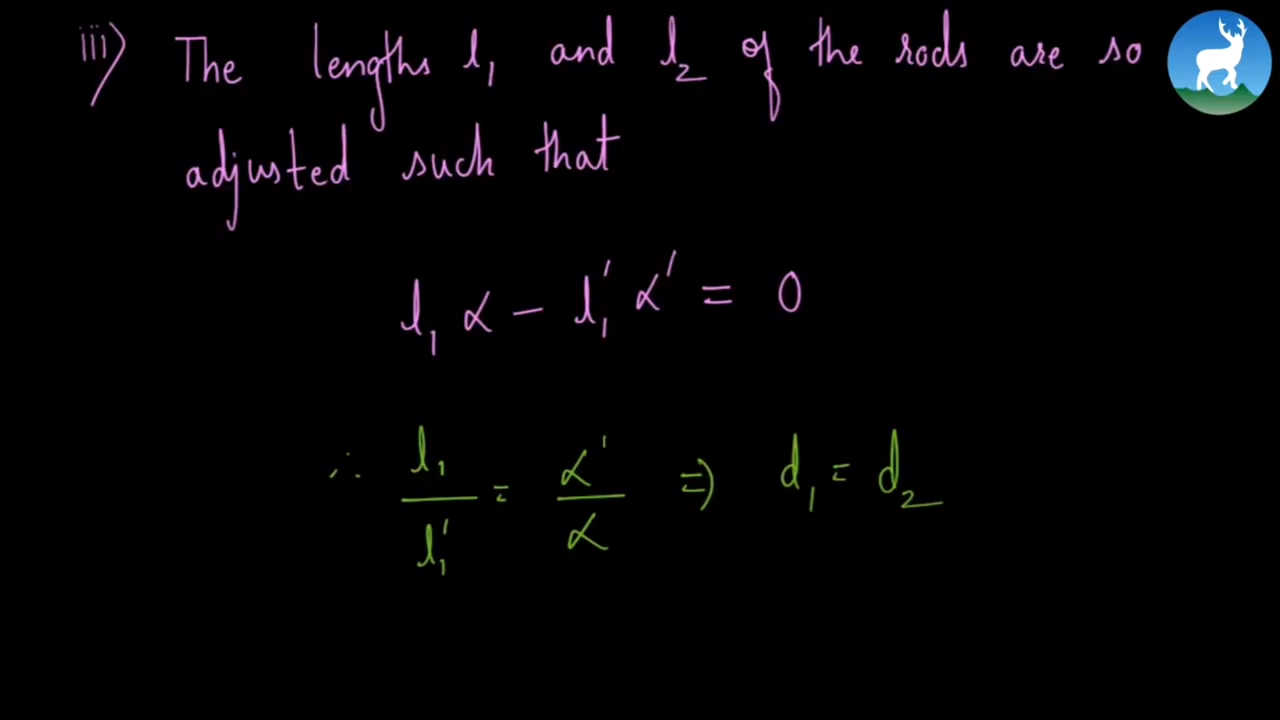 iii) The lengths l₁ and l₂ of the rods are so
adjusted such that
l₁ α − l₁' α' = 0
∴ l₁/l₁' = α'/α ⇒ d₁ = d₂